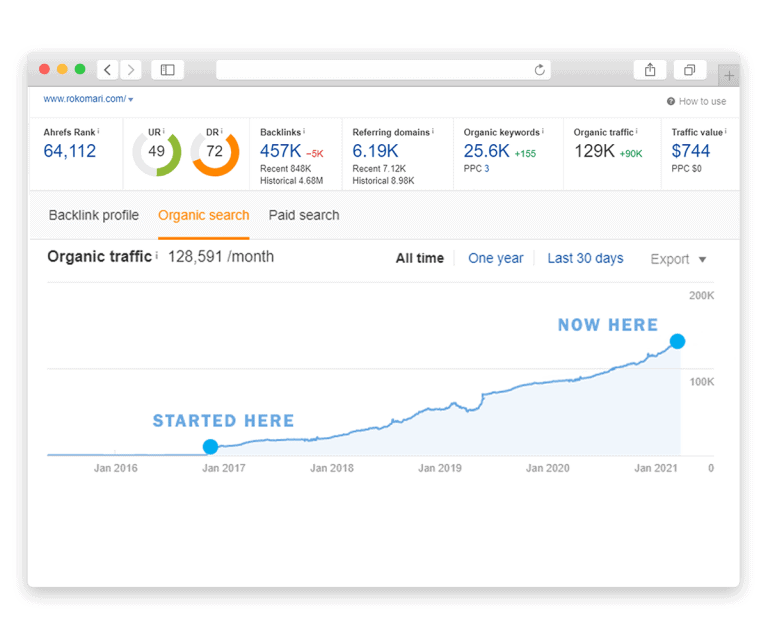 www.rokomari.com/
How to use
Ahrefs Rank
64,112
UR
49
DR
72
Backlinks
457K -5K
Recent 848K
Historical 4.68M
Referring domains
6.19K
Recent 7.12K
Historical 8.98K
Organic keywords
25.6K +155
PPC 3
Organic traffic
129K +90K
Traffic value
$744
PPC $0
Backlink profile Organic search Paid search
Organic traffic 128,591 /month
All time One year Last 30 days Export
200K
NOW HERE
100K
STARTED HERE
Jan 2016 Jan 2017 Jan 2018 Jan 2019 Jan 2020 Jan 2021 0